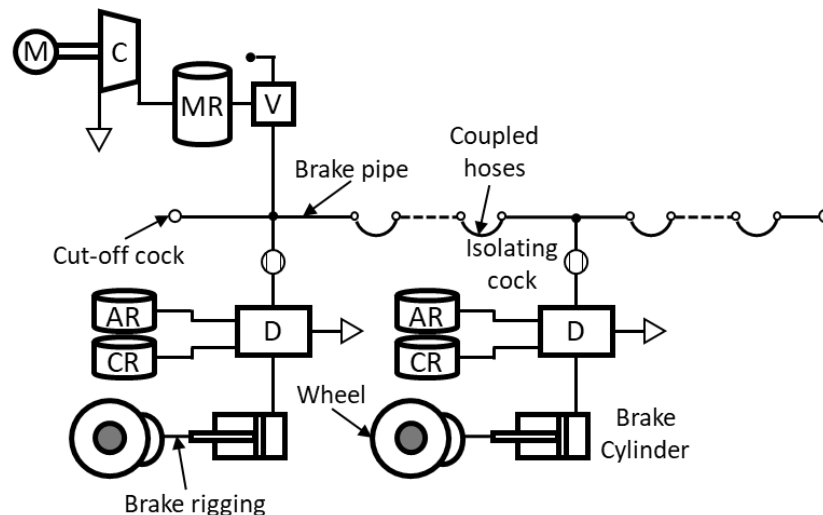 M
C
MR
V
Coupled
hoses
Brake pipe
Cut-off cock
Isolating
cock
AR
CR
D
AR
CR
D
Wheel
Brake
Cylinder
Brake rigging